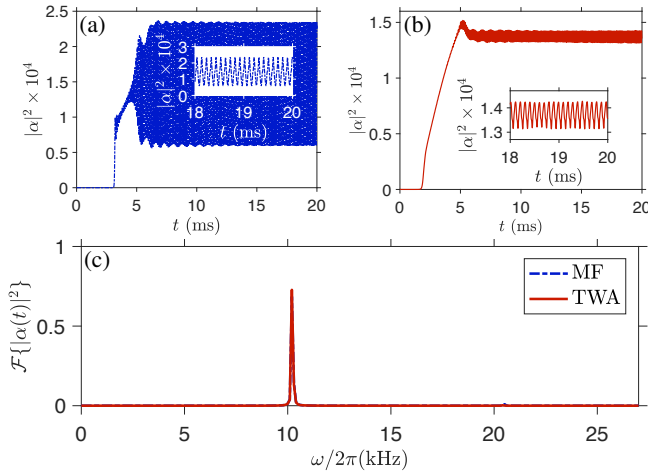 (a)
|α|² × 10⁴
2.5
2
1.5
1
0.5
0
0 5 10 15 20
t (ms)
|α|² × 10⁴
3
2
1
0
18 19 20
t (ms)
(b)
|α|² × 10⁴
1.5
1
0.5
0
0 5 10 15 20
t (ms)
|α|² × 10⁴
1.4
1.3
18 19 20
t (ms)
(c)
F{|α(t)|²}
1
0.5
0
0 5 10 15 20 25
ω/2π(kHz)
MF
TWA